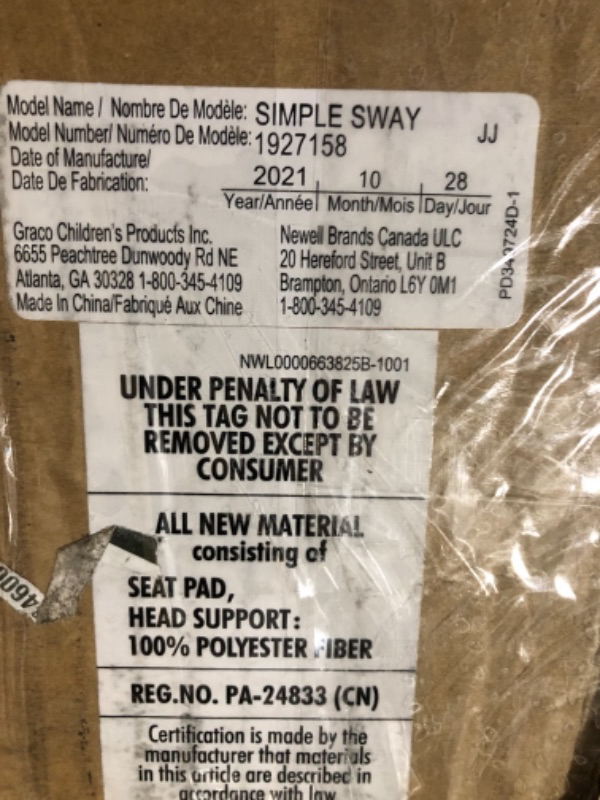 Model Name / Nombre De Modèle: SIMPLE SWAY
Model Number/ Numéro De Modèle: 1927158
JJ
Date of Manufacture/
Date De Fabrication:
2021 10 28
Year/Année Month/Mois Day/Jour
Graco Children's Products Inc.
6655 Peachtree Dunwoody Rd NE
Atlanta, GA 30328 1-800-345-4109
Made In China/Fabriqué Aux Chine
Newell Brands Canada ULC
20 Hereford Street, Unit B
Brampton, Ontario L6Y 0M1
1-800-345-4109
NWL0000663825B-1001
UNDER PENALTY OF LAW
THIS TAG NOT TO BE
REMOVED EXCEPT BY
CONSUMER
ALL NEW MATERIAL
consisting of
SEAT PAD,
HEAD SUPPORT:
100% POLYESTER FIBER
REG.NO. PA-24833 (CN)
Certification is made by the
manufacturer that materials
in this article are described in
accordance with law